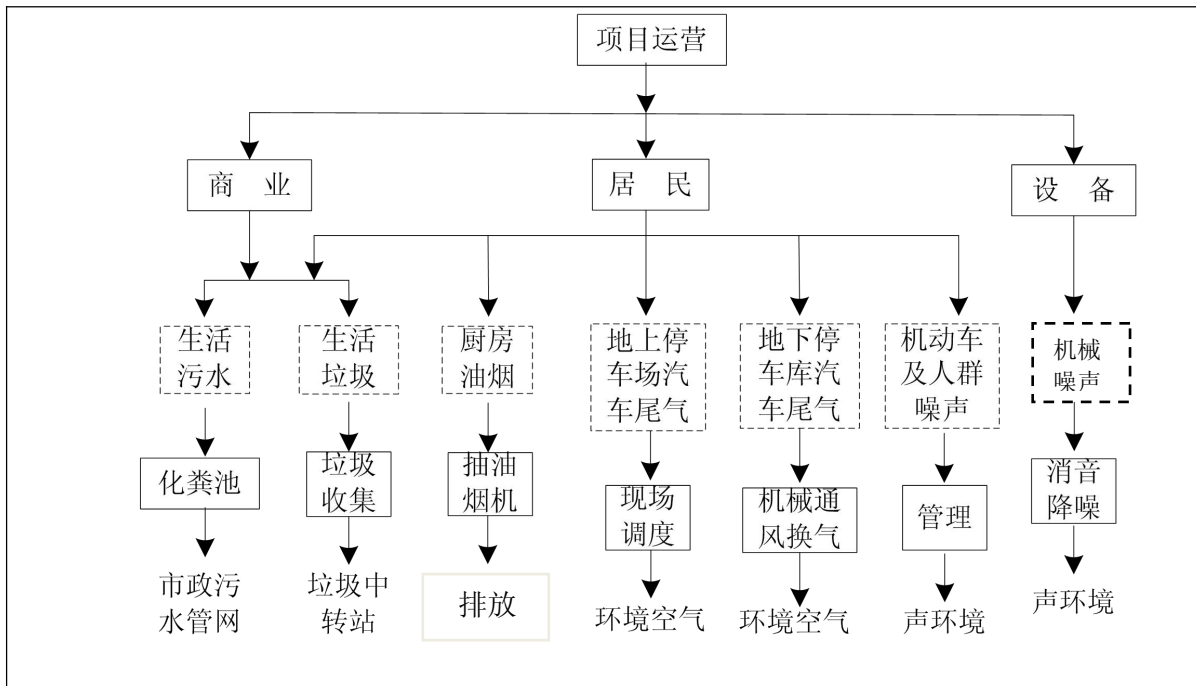 项目运营
商 业
居 民
设 备
生活
污水
生活
垃圾
厨房
油烟
地上停
车场汽
车尾气
地下停
车库汽
车尾气
机动车
及人群
噪声
机械
噪声
化粪池
垃圾
收集
抽油
烟机
现场
调度
机械通
风换气
管理
消音
降噪
市政污
水管网
垃圾中
转站
排放
环境空气
环境空气
声环境
声环境